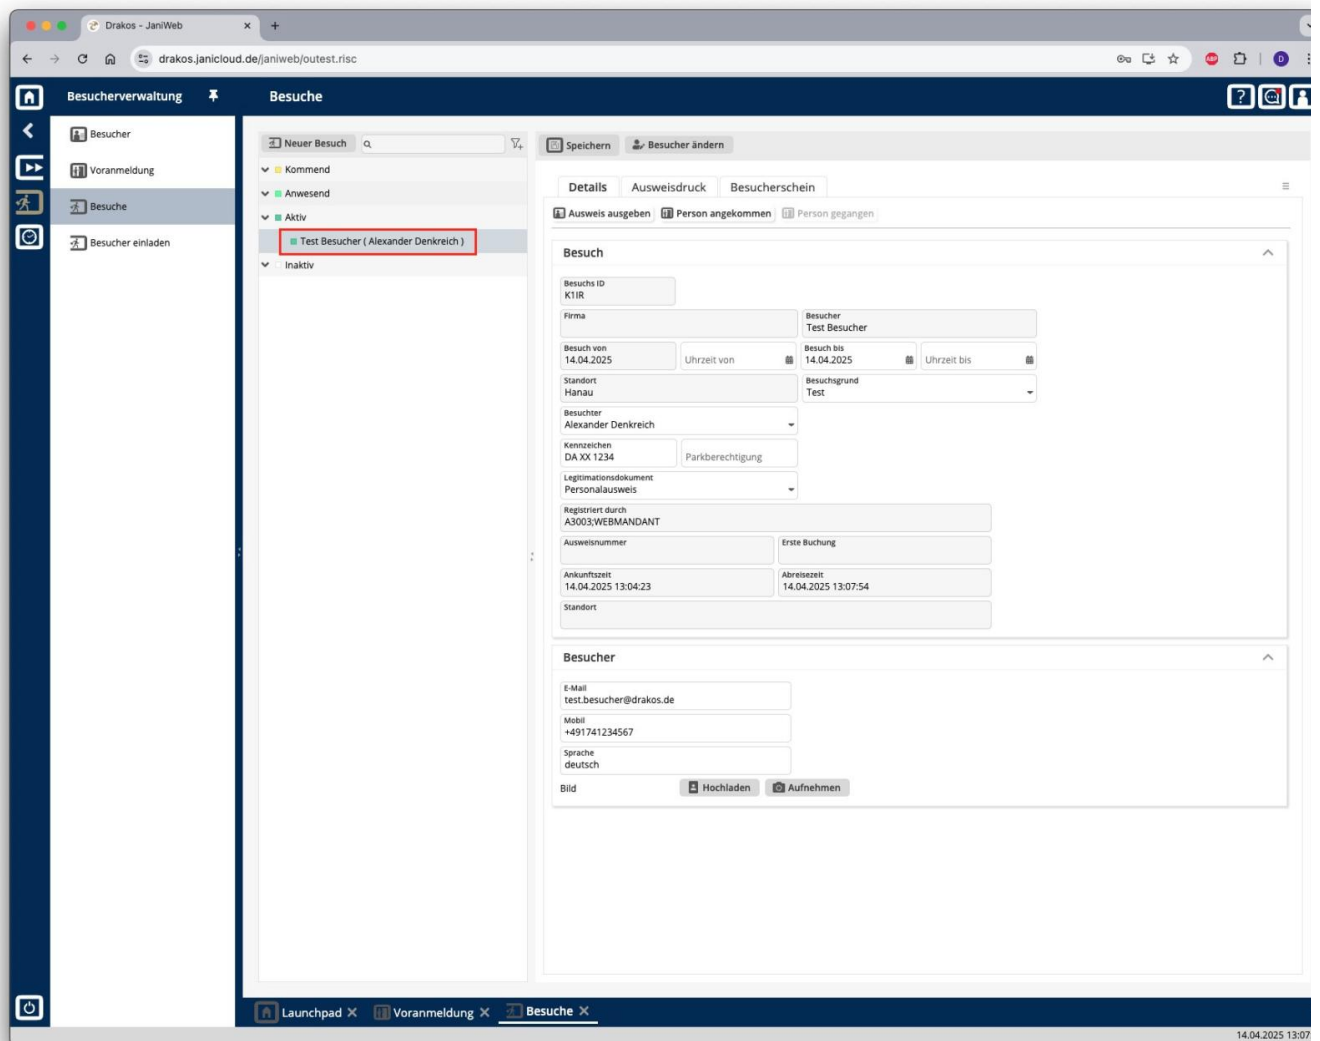 Drakos - JaniWeb
drakos.janicloud.de/janiweb/outest.risc
ABP
D
Besucherverwaltung
Besuche
Besucher
Voranmeldung
Besuche
Besucher einladen
Neuer Besuch
Kommend
Anwesend
Aktiv
Test Besucher ( Alexander Denkreich )
Inaktiv
Speichern Besucher ändern
Details Ausweisdruck Besucherschein
Ausweis ausgeben Person angekommen Person gegangen
Besuch
Besuchs ID
K1IR
Firma Besucher
Test Besucher
Besuch von Besuch bis
14.04.2025 Uhrzeit von 14.04.2025 Uhrzeit bis
Standort Besuchsgrund
Hanau Test
Besuchter
Alexander Denkreich
Kennzeichen
DA XX 1234 Parkberechtigung
Legitimationsdokument
Personalausweis
Registriert durch
A3003;WEBMANDANT
Ausweisnummer Erste Buchung
Ankunftszeit Abreisezeit
14.04.2025 13:04:23 14.04.2025 13:07:54
Standort
Besucher
E-Mail
test.besucher@drakos.de
Mobil
+491741234567
Sprache
deutsch
Bild Hochladen Aufnehmen
Launchpad Voranmeldung Besuche
14.04.2025 13:07